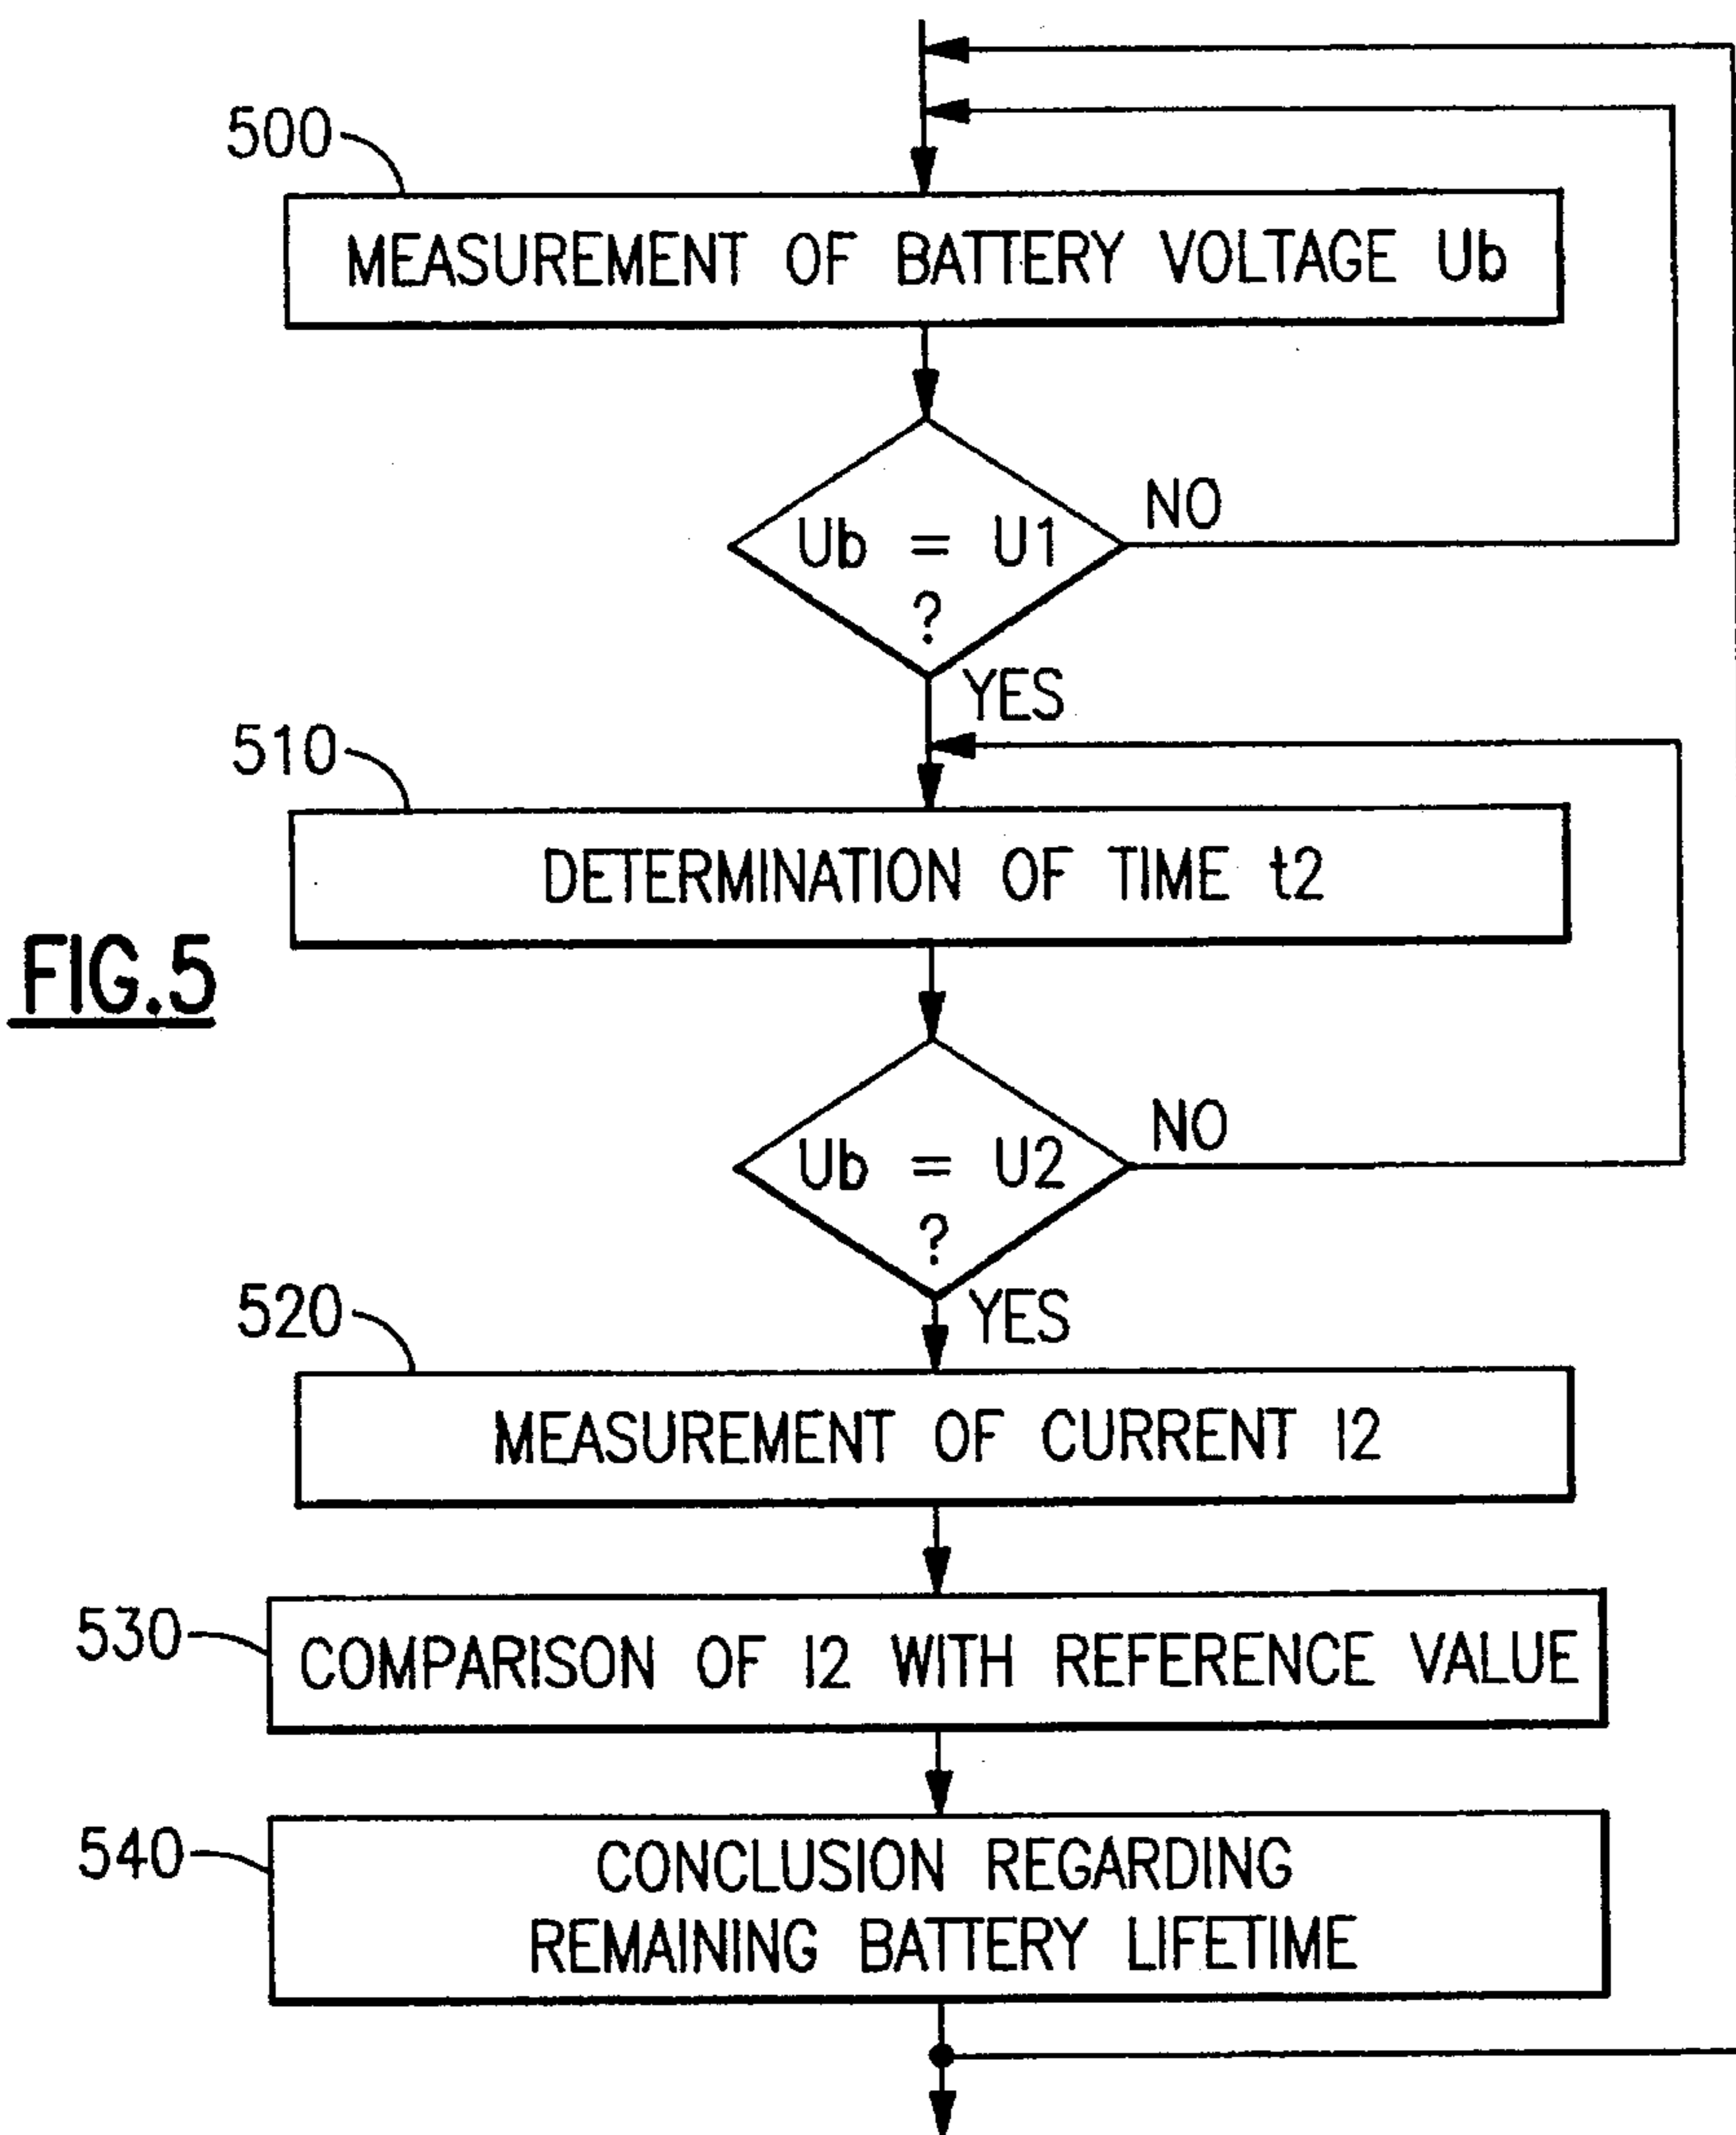 500
MEASUREMENT OF BATTERY VOLTAGE Ub
Ub = U1
?
NO
YES
510
DETERMINATION OF TIME t2
FIG.5
Ub = U2
?
NO
YES
520
MEASUREMENT OF CURRENT I2
530
COMPARISON OF I2 WITH REFERENCE VALUE
540
CONCLUSION REGARDING
REMAINING BATTERY LIFETIME